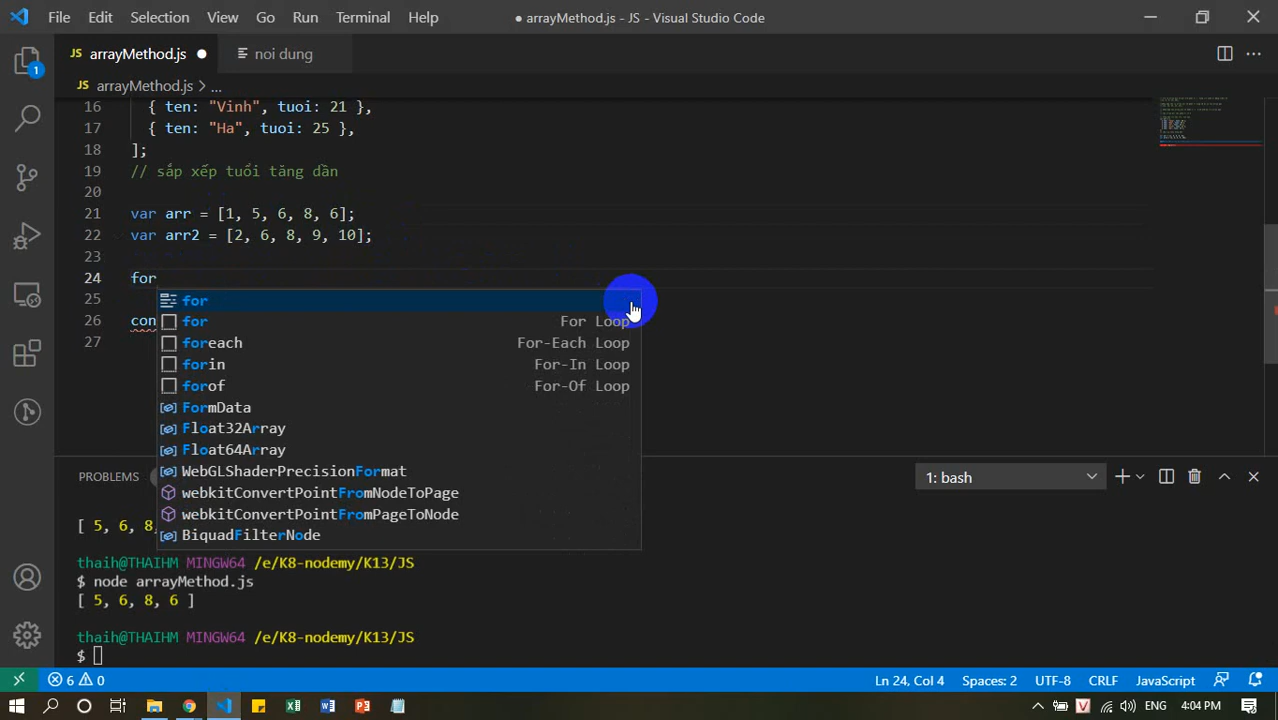 File Edit Selection View Go Run Terminal Help
● arrayMethod.js - JS - Visual Studio Code
JS arrayMethod.js ●
noi dung
JS arrayMethod.js > ...
16 { ten: "Vinh", tuoi: 21 },
17 { ten: "Ha", tuoi: 25 },
18 ];
19 // sắp xếp tuổi tăng dần
20
21 var arr = [1, 5, 6, 8, 6];
22 var arr2 = [2, 6, 8, 9, 10];
23
24 for
25
26 con
27
for
for For Loop
foreach For-Each Loop
forin For-In Loop
forof For-Of Loop
FormData
Float32Array
Float64Array
WebGLShaderPrecisionFormat
webkitConvertPointFromNodeToPage
webkitConvertPointFromPageToNode
BiquadFilterNode
1
PROBLEMS
1: bash
[ 5, 6, 8,
thaih@THAIHM MINGW64 /e/K8-nodemy/K13/JS
$ node arrayMethod.js
[ 5, 6, 8, 6 ]
thaih@THAIHM MINGW64 /e/K8-nodemy/K13/JS
$
6 0
Ln 24, Col 4 Spaces: 2 UTF-8 CRLF JavaScript
ENG 4:04 PM